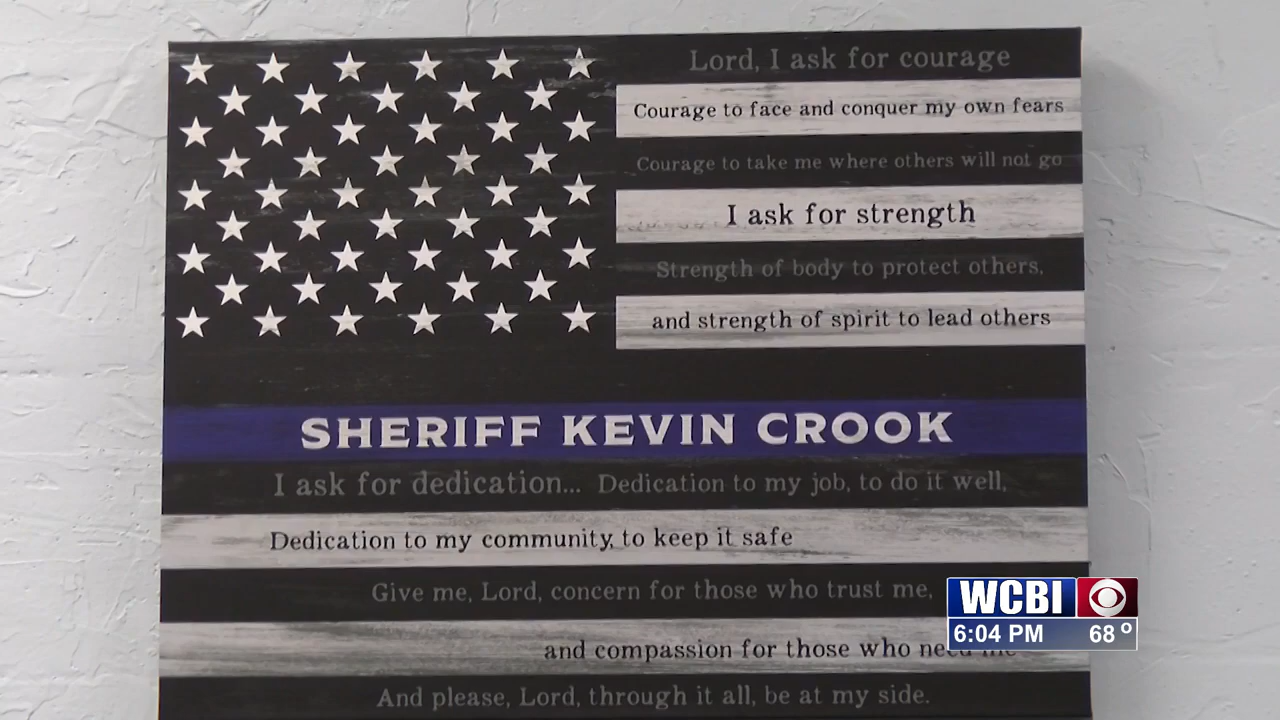 Lord, I ask for courage
Courage to face and conquer my own fears
Courage to take me where others will not go
I ask for strength
Strength of body to protect others,
and strength of spirit to lead others
SHERIFF KEVIN CROOK
I ask for dedication... Dedication to my job, to do it well,
Dedication to my community, to keep it safe
Give me, Lord, concern for those who trust me,
and compassion for those who need me
And please, Lord, through it all, be at my side.
WCBI
6:04 PM 68°